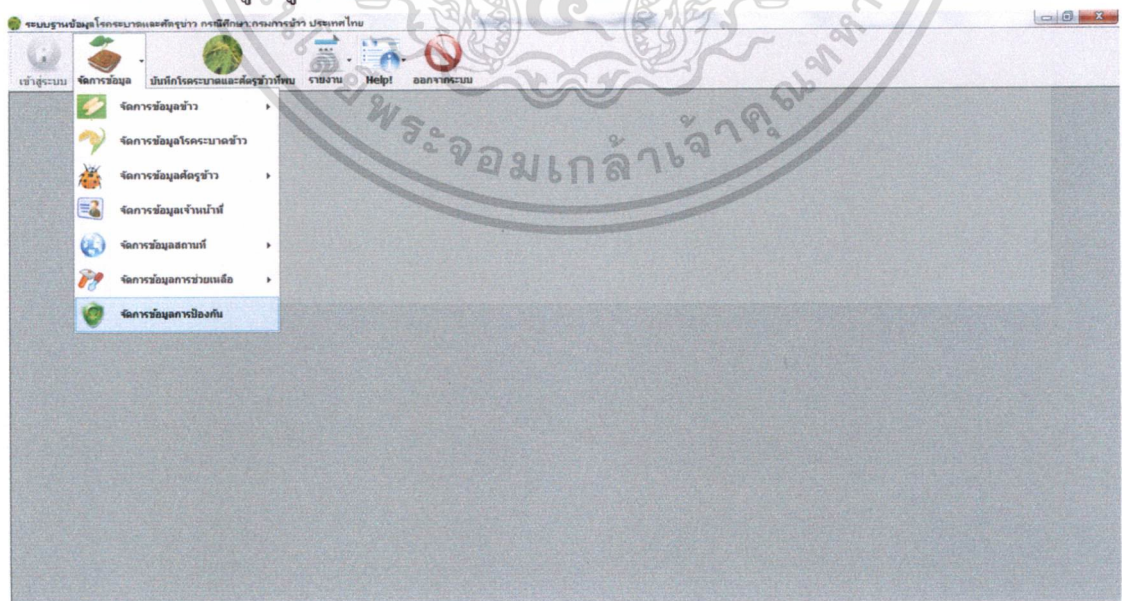 ระบบฐานข้อมูลโรคระบาดและศัตรูข้าว กรณีศึกษา:กรมการข้าว ประเทศไทย
เข้าสู่ระบบ จัดการข้อมูล บันทึกโรคระบาดและศัตรูข้าวที่พบ รายงาน Help! ออกจากระบบ
จัดการข้อมูลข้าว
จัดการข้อมูลโรคระบาดข้าว
จัดการข้อมูลศัตรูข้าว
จัดการข้อมูลเจ้าหน้าที่
จัดการข้อมูลสถานที่
จัดการข้อมูลการช่วยเหลือ
จัดการข้อมูลการป้องกัน
พระจอมเกล้าเจ้าคุณทหาร